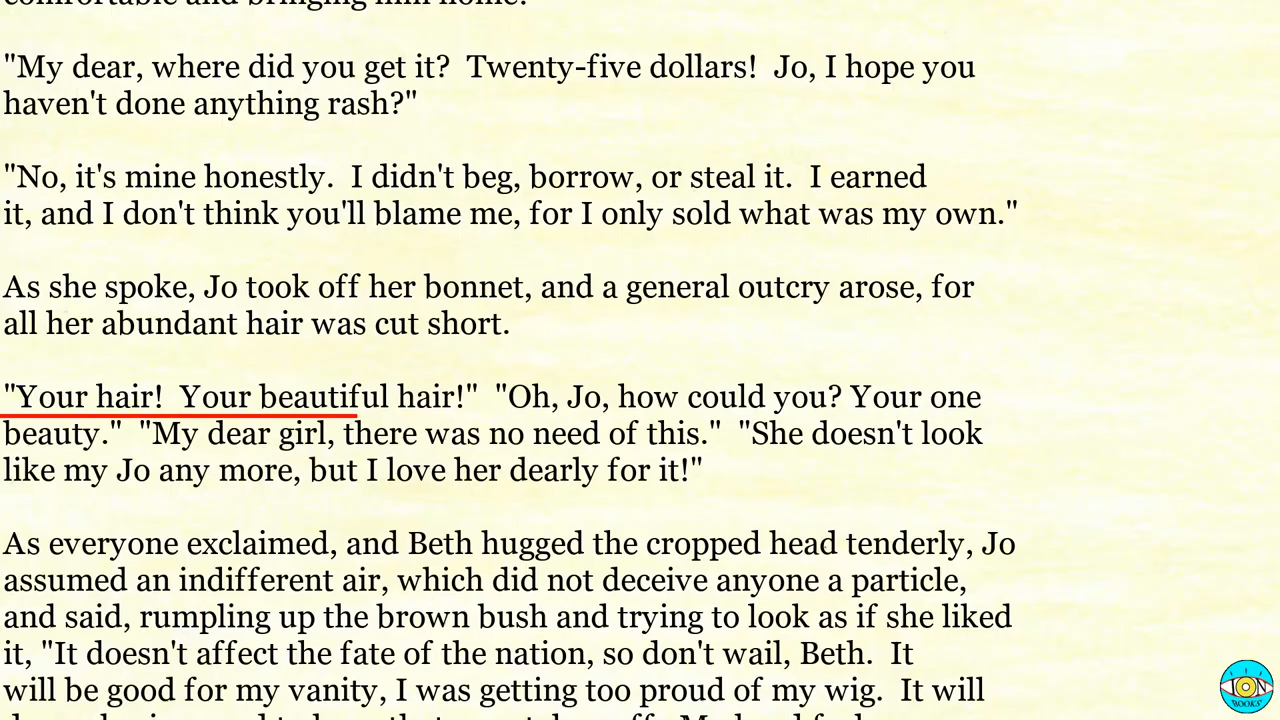 comfortable and bringing him home.
"My dear, where did you get it?  Twenty-five dollars!  Jo, I hope you
haven't done anything rash?"
"No, it's mine honestly.  I didn't beg, borrow, or steal it.  I earned
it, and I don't think you'll blame me, for I only sold what was my own."
As she spoke, Jo took off her bonnet, and a general outcry arose, for
all her abundant hair was cut short.
"Your hair!  Your beautiful hair!"  "Oh, Jo, how could you? Your one
beauty."  "My dear girl, there was no need of this."  "She doesn't look
like my Jo any more, but I love her dearly for it!"
As everyone exclaimed, and Beth hugged the cropped head tenderly, Jo
assumed an indifferent air, which did not deceive anyone a particle,
and said, rumpling up the brown bush and trying to look as if she liked
it, "It doesn't affect the fate of the nation, so don't wail, Beth.  It
will be good for my vanity, I was getting too proud of my wig.  It will
ION
BOOKS